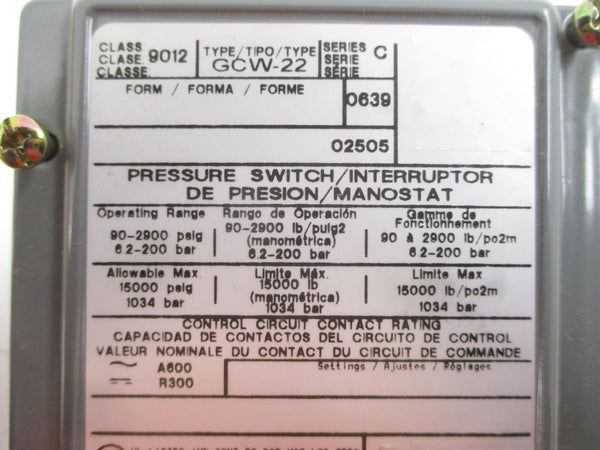 CLASS
CLASE 9012
CLASSE:
TYPE/TIPO/TYPE
GCW-22
SERIES
SERIE C
SÉRIE
FORM / FORMA / FORME
0639
02505
PRESSURE SWITCH/INTERRUPTOR
DE PRESION/MANOSTAT
Operating Range
90-2900 psig
6.2-200 bar
Rango de Operación
90-2900 lb/pulg2
(manométrica)
6.2-200 bar
Gamme de
Fonctionnement
90 à 2900 lb/po2m
6.2-200 bar
Allowable Max.
15000 psig
1034 bar
Limite Máx.
15000 lb
(manométrica)
1034 bar
Limite Max
15000 lb/po2m
1034 bar
CONTROL CIRCUIT CONTACT RATING
CAPACIDAD DE CONTACTOS DEL CIRCUITO DE CONTROL
VALEUR NOMINALE DU CONTACT DU CIRCUIT DE COMMANDE
A600
R300
Settings / Ajustes / Réglages